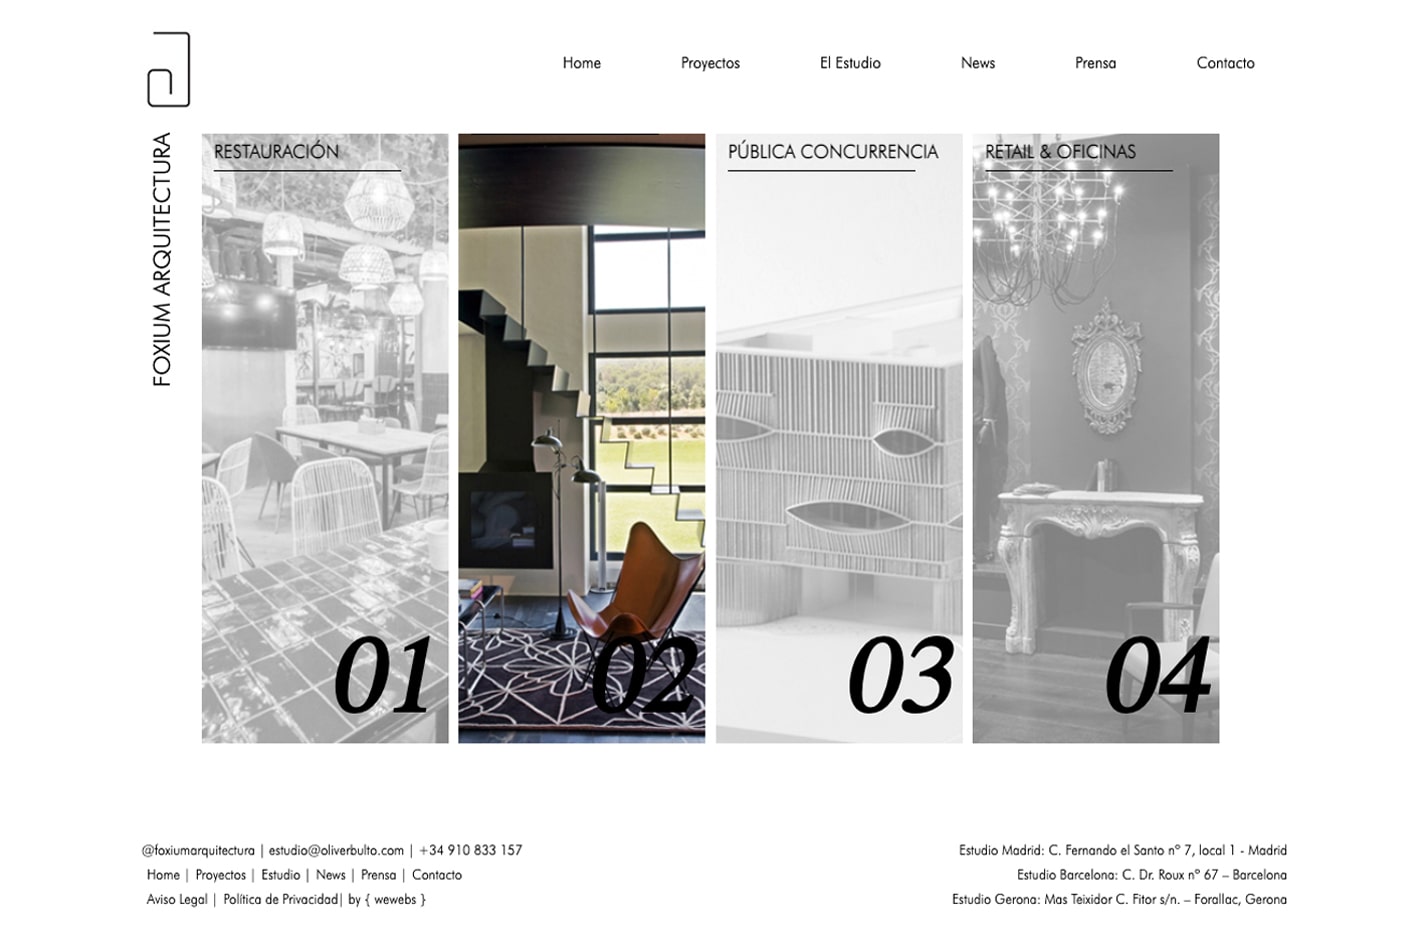 Home Proyectos El Estudio News Prensa Contacto
FOXIUM ARQUITECTURA
RESTAURACIÓN
PÚBLICA CONCURRENCIA
RETAIL & OFICINAS
01
02
03
04
@foxiumarquitectura | estudio@oliverbulto.com | +34 910 833 157
Home | Proyectos | Estudio | News | Prensa | Contacto
Aviso Legal | Política de Privacidad| by { wewebs }
Estudio Madrid: C. Fernando el Santo nº 7, local 1 - Madrid
Estudio Barcelona: C. Dr. Roux nº 67 – Barcelona
Estudio Gerona: Mas Teixidor C. Fitor s/n. – Forallac, Gerona